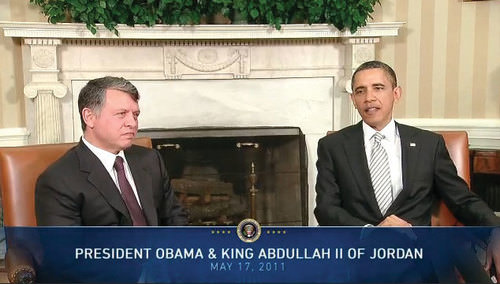 PRESIDENT OBAMA & KING ABDULLAH II OF JORDAN
MAY 17, 2011